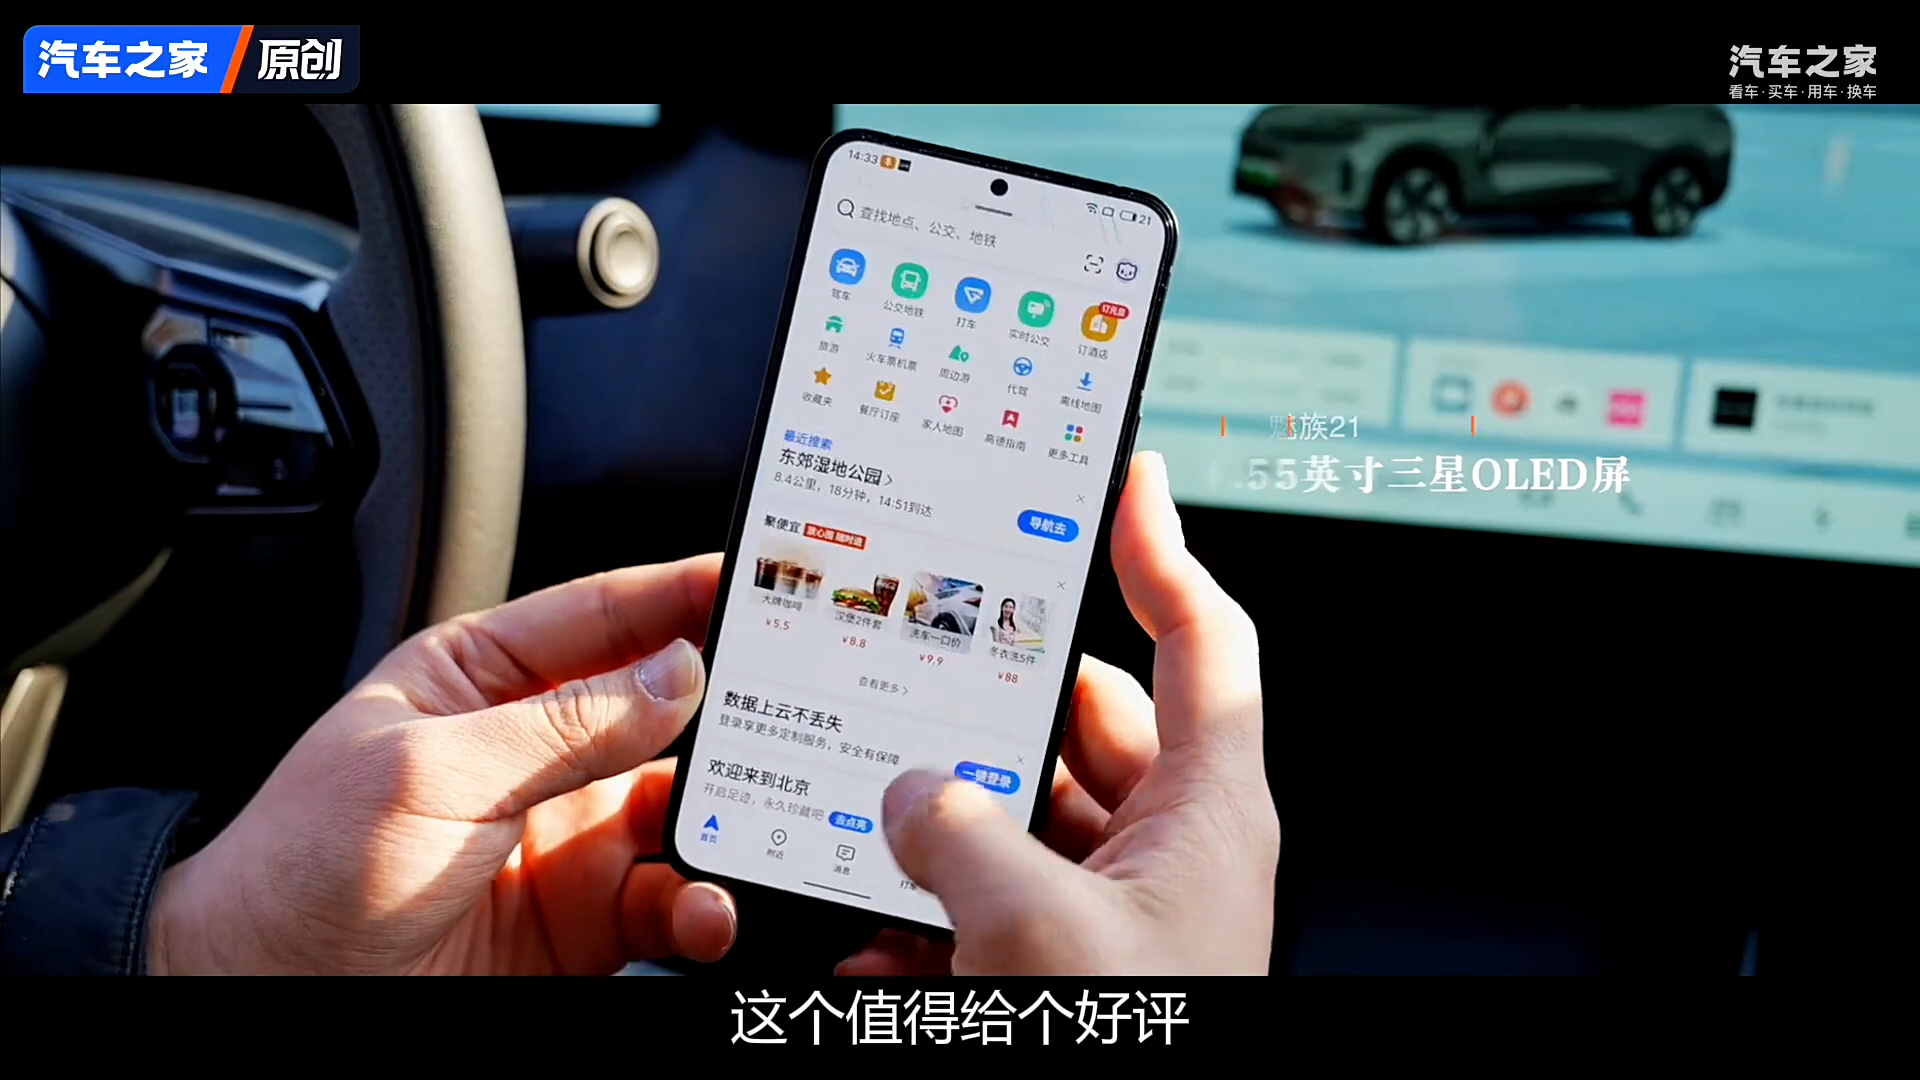 汽车之家 原创
汽车之家
看车·买车·用车·换车
14:33
21
查找地点、公交、地铁
驾车
公交地铁
打车
实时公交
订酒店
旅游
火车票机票
周边游
代驾
离线地图
收藏夹
餐厅订座
家人地图
高德指南
更多工具
最近搜索
东郊湿地公园
8.4公里，18分钟，14:51到达
导航去
聚便宜 放心囤 随时退
大牌咖啡
汉堡2件套
洗车一口价
冬衣洗5件
¥5.5
¥8.8
¥9.9
¥88
查看更多
数据上云不丢失
登录享更多定制服务，安全有保障
一键登录
欢迎来到北京
开启足迹，永久珍藏吧
去点亮
首页
附近
消息
打车
魅族21
.55英寸三星OLED屏
这个值得给个好评